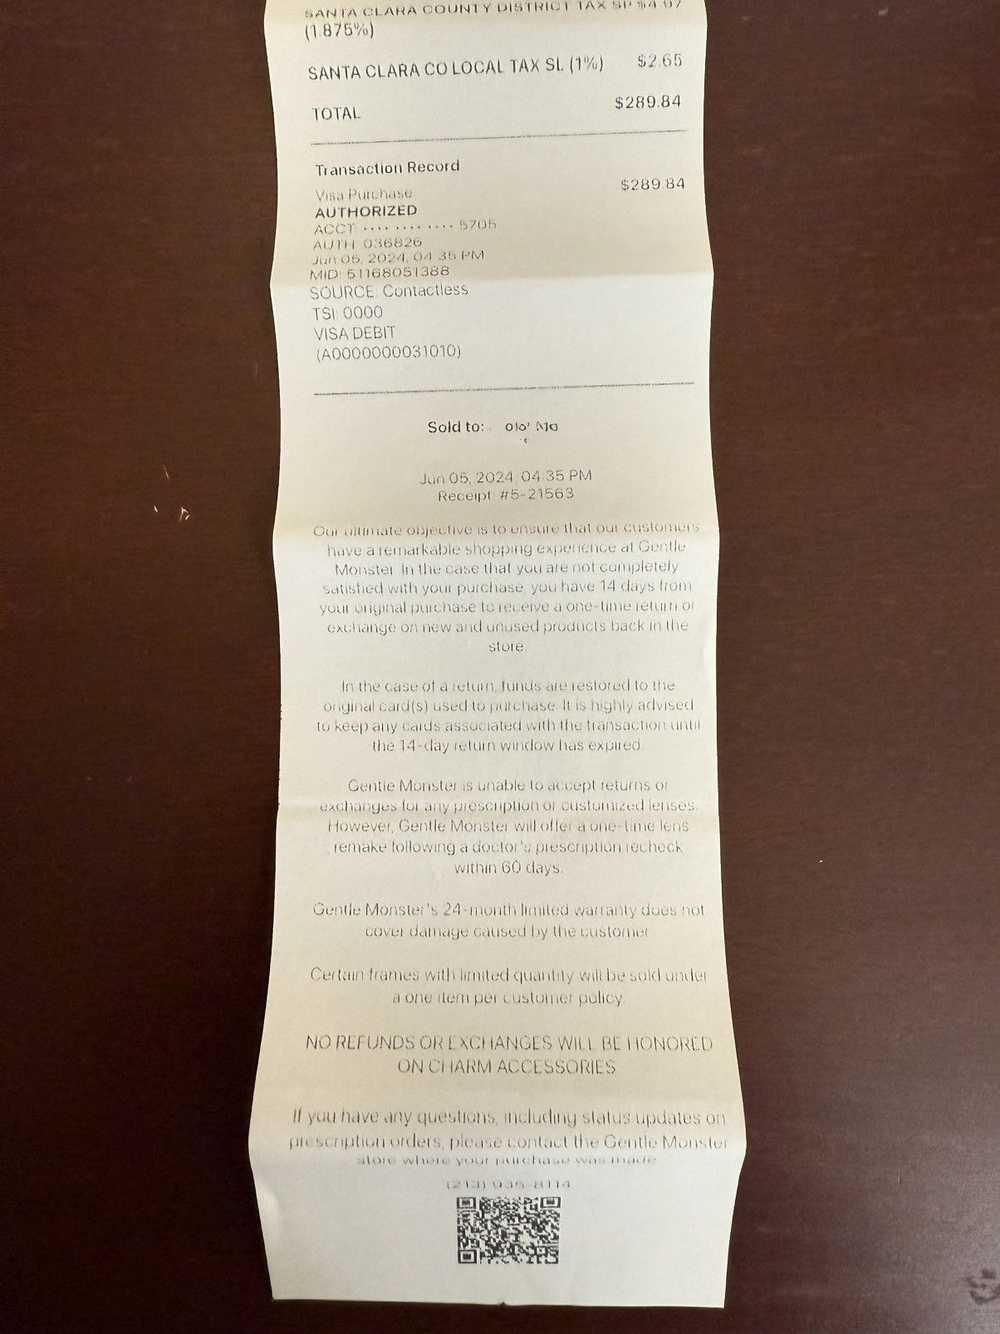 SANTA CLARA COUNTY DISTRICT TAX SP $4.97
(1.875%)
SANTA CLARA CO LOCAL TAX SL (1%) $2.65
TOTAL $289.84
Transaction Record
Visa Purchase $289.84
AUTHORIZED
ACCT ···· ···· ···· 5705
AUTH: 036826
Jun 05, 2024, 04:35 PM
MID: 51168051388
SOURCE: Contactless
TSI: 0000
VISA DEBIT
(A0000000031010)
Sold to:
Jun 05, 2024, 04:35 PM
Receipt: #5-21563
Our ultimate objective is to ensure that our customers
have a remarkable shopping experience at Gentle
Monster. In the case that you are not completely
satisfied with your purchase, you have 14 days from
your original purchase to receive a one-time return or
exchange on new and unused products back in the
store.
In the case of a return, funds are restored to the
original card(s) used to purchase. It is highly advised
to keep any cards associated with the transaction until
the 14-day return window has expired.
Gentle Monster is unable to accept returns or
exchanges for any prescription or customized lenses.
However, Gentle Monster will offer a one-time lens
remake following a doctor's prescription recheck
within 60 days.
Gentle Monster's 24-month limited warranty does not
cover damage caused by the customer
Certain frames with limited quantity will be sold under
a one item per customer policy.
NO REFUNDS OR EXCHANGES WILL BE HONORED
ON CHARM ACCESSORIES
If you have any questions, including status updates on
prescription orders, please contact the Gentle Monster
store where your purchase was made
(213) 935-8114